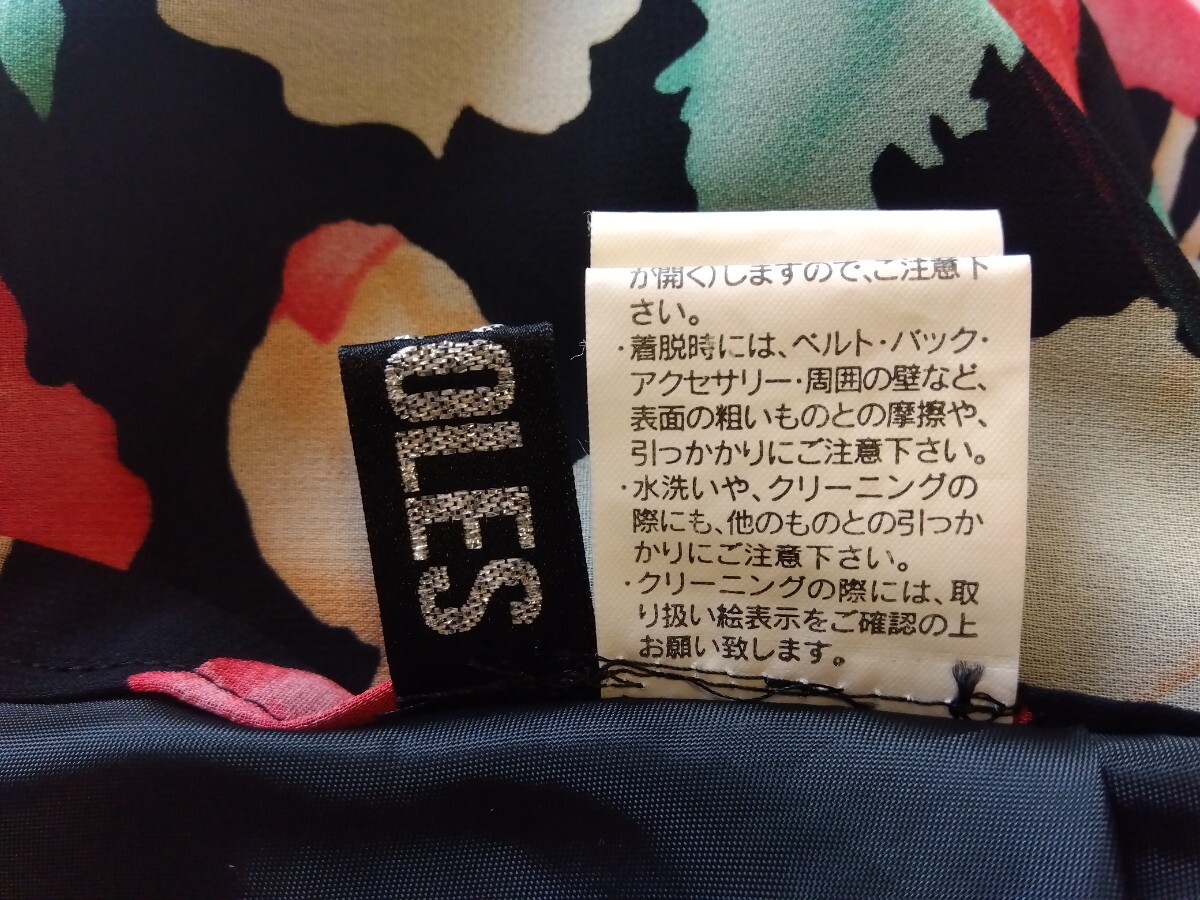 OLES
が開く)しますので､ご注意下
さい。
・着脱時には､ベルト・バック・
アクセサリー・周囲の壁など､
表面の粗いものとの摩擦や､
引っかかりにご注意下さい。
・水洗いや､クリーニングの
際にも､他のものとの引っか
かりにご注意下さい。
・クリーニングの際には､取
り扱い絵表示をご確認の上
お願い致します。